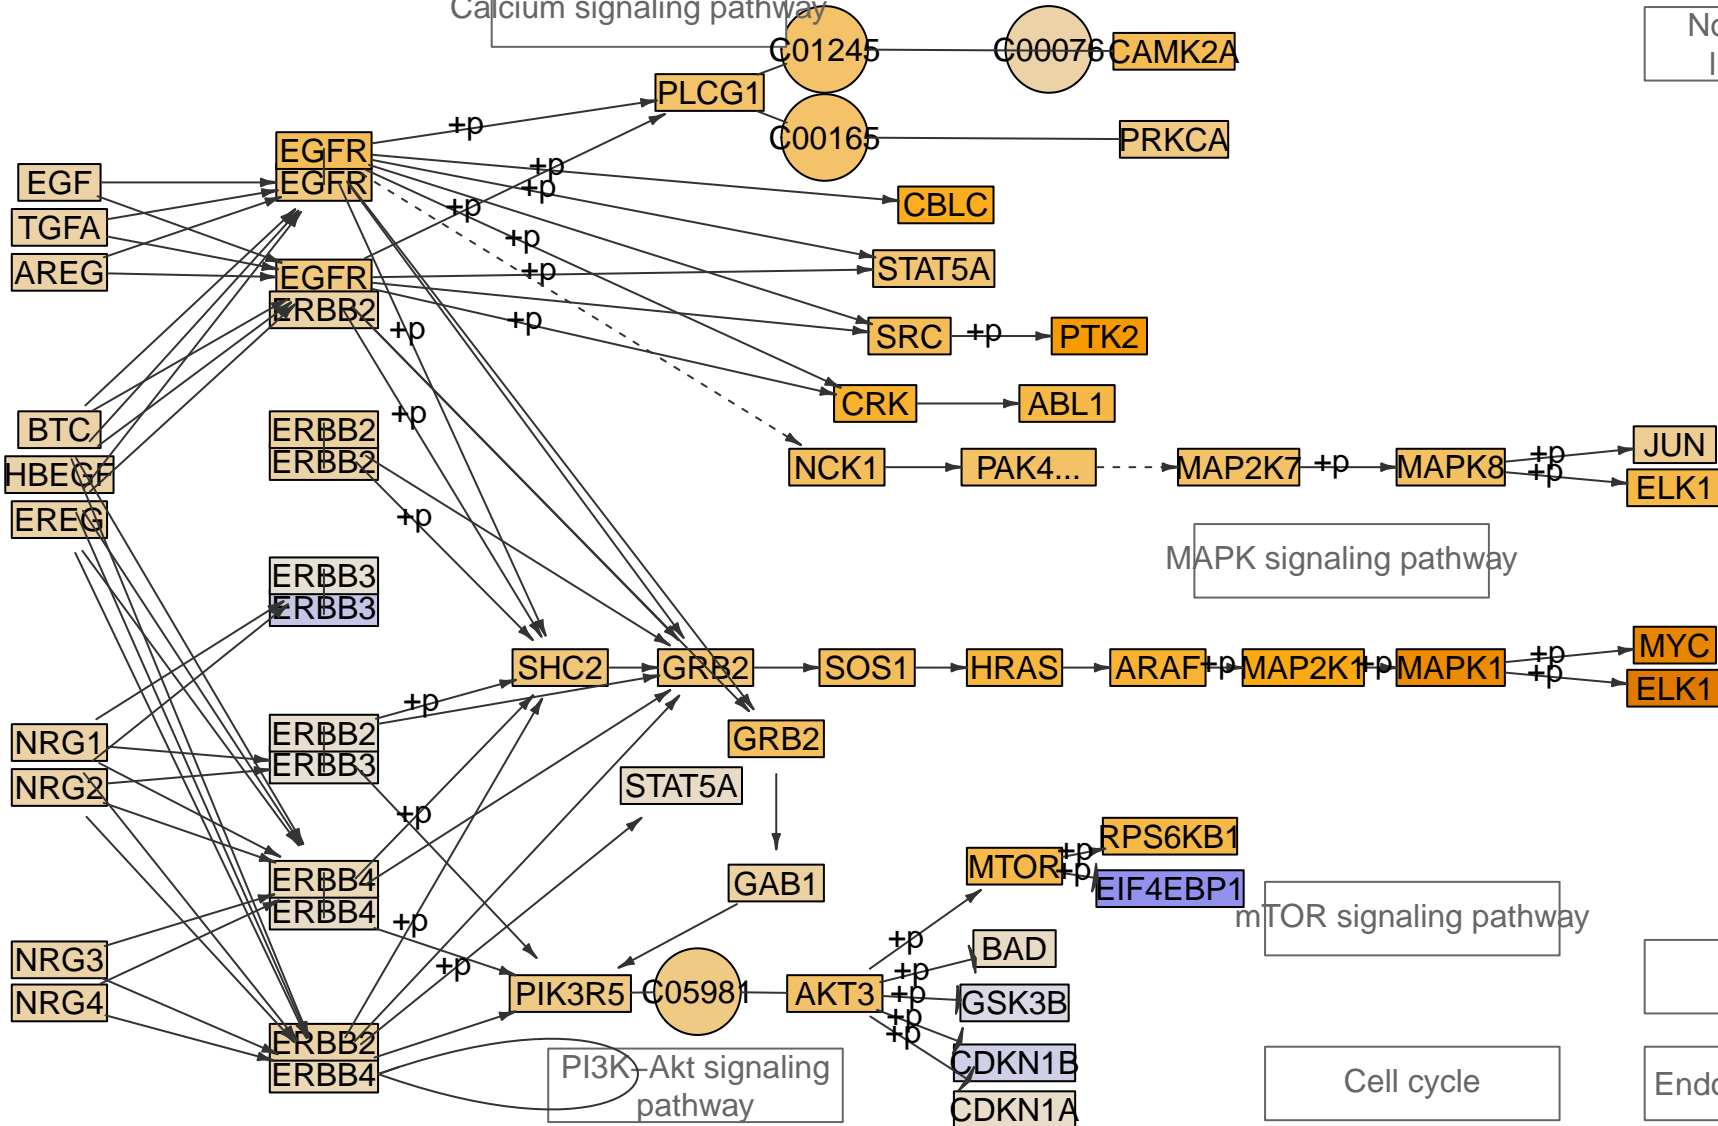 Calcium signaling pathway
No
C01245
C00076
CAMK2A
PLCG1
C00165
PRKCA
+p
EGFR
EGFR
+p
+p
EGF
CBLC
TGFA
+p
+p
AREG
EGFR
ERBB2
+p
STAT5A
+p
+p
SRC
+p
PTK2
CRK
ABL1
BTC
ERBB2
ERBB2
+p
HBEGF
NCK1
PAK4...
MAP2K7
+p
MAPK8
+p
+p
JUN
ELK1
EREG
+p
MAPK signaling pathway
ERBB3
ERBB3
SHC2
GRB2
SOS1
HRAS
ARAF
+p
MAP2K1
+p
MAPK1
+p
+p
MYC
ELK1
+p
NRG1
ERBB2
ERBB3
GRB2
NRG2
STAT5A
+p
RPS6KB1
+p
MTOR
+p
EIF4EBP1
ERBB4
ERBB4
GAB1
mTOR signaling pathway
+p
+p
BAD
NRG3
+p
+p
NRG4
PIK3R5
C05981
AKT3
+p
GSK3B
+p
+p
ERBB2
ERBB4
CDKN1B
CDKN1A
PI3K–Akt signaling
pathway
Cell cycle
Endo